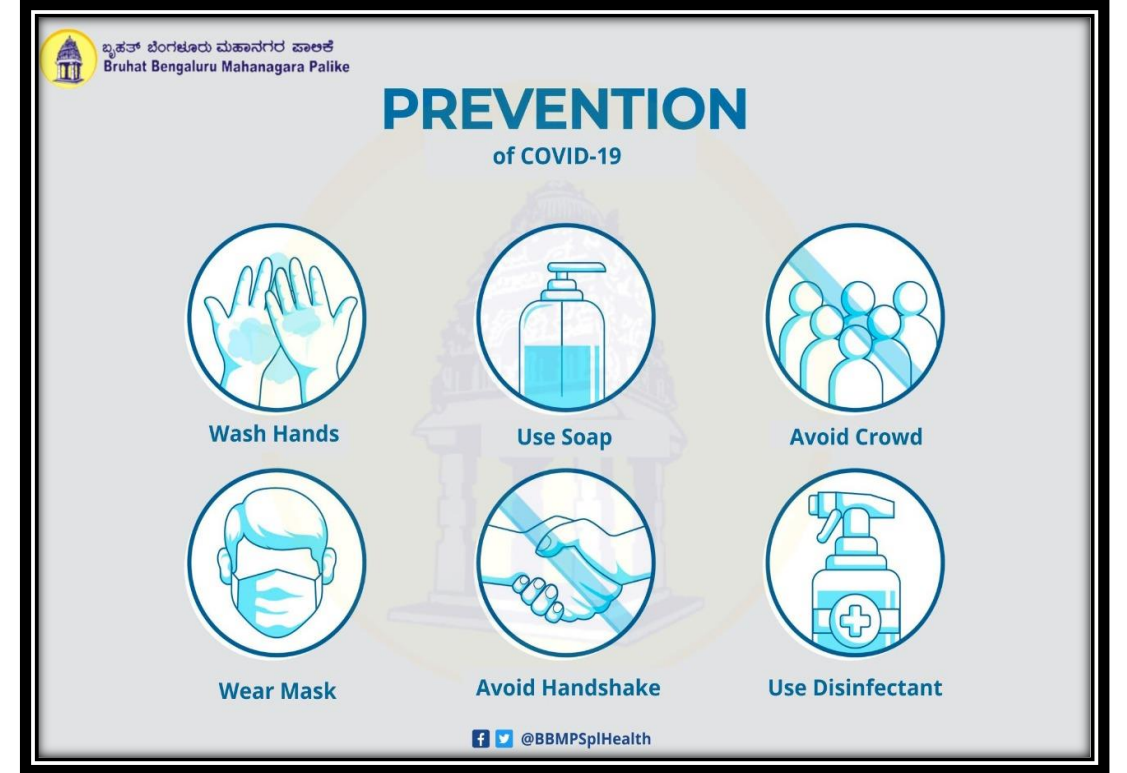 ಬೃಹತ್ ಬೆಂಗಳೂರು ಮಹಾನಗರ ಪಾಲಿಕೆ
Bruhat Bengaluru Mahanagara Palike
PREVENTION
of COVID-19
Wash Hands
Use Soap
Avoid Crowd
Wear Mask
Avoid Handshake
Use Disinfectant
@BBMPSplHealth